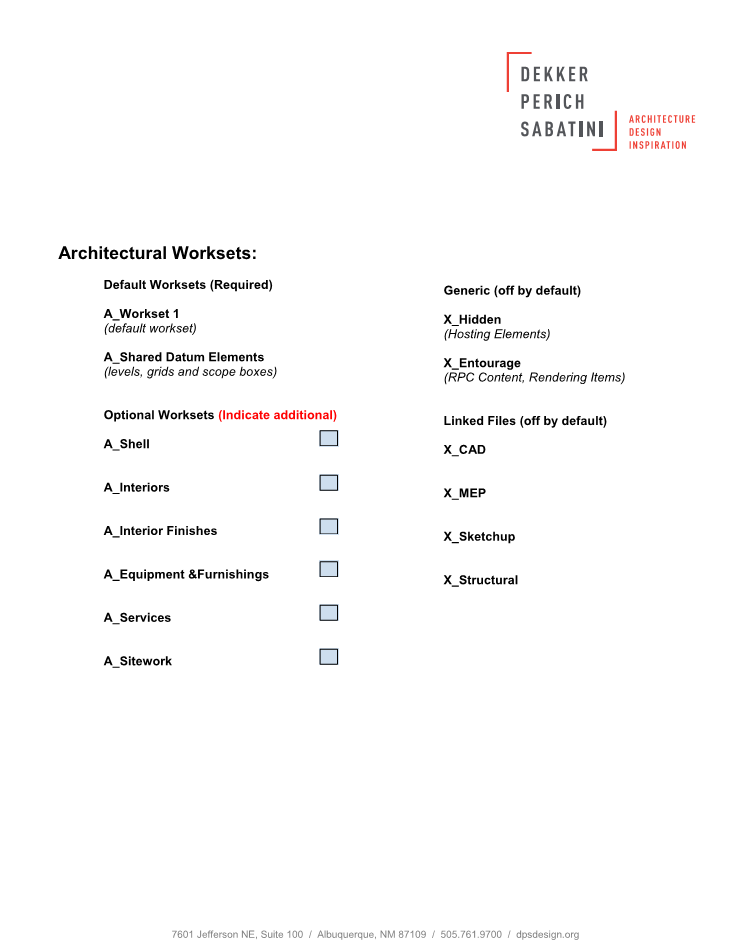 DEKKER
PERICH
SABATINI
ARCHITECTURE
DESIGN
INSPIRATION
Architectural Worksets:
Default Worksets (Required)
A_Workset 1
(default workset)
A_Shared Datum Elements
(levels, grids and scope boxes)
Optional Worksets (Indicate additional)
A_Shell
A_Interiors
A_Interior Finishes
A_Equipment &Furnishings
A_Services
A_Sitework
Generic (off by default)
X_Hidden
(Hosting Elements)
X_Entourage
(RPC Content, Rendering Items)
Linked Files (off by default)
X_CAD
X_MEP
X_Sketchup
X_Structural
7601 Jefferson NE, Suite 100 / Albuquerque, NM 87109 / 505.761.9700 / dpsdesign.org